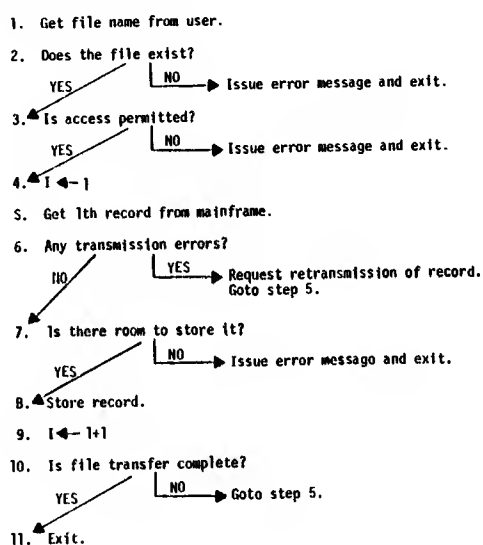 1. Get file name from user.
2. Does the file exist?
YES
NO
Issue error message and exit.
3. Is access permitted?
YES
NO
Issue error message and exit.
4. I ← 1
S. Get 1th record from mainframe.
6. Any transmission errors?
NO
YES
Request retransmission of record.
Goto step 5.
7. Is there room to store it?
YES
NO
Issue error messago and exit.
B. Store record.
9. I ← 1+1
10. Is file transfer complete?
YES
NO
Goto step 5.
11. Exit.